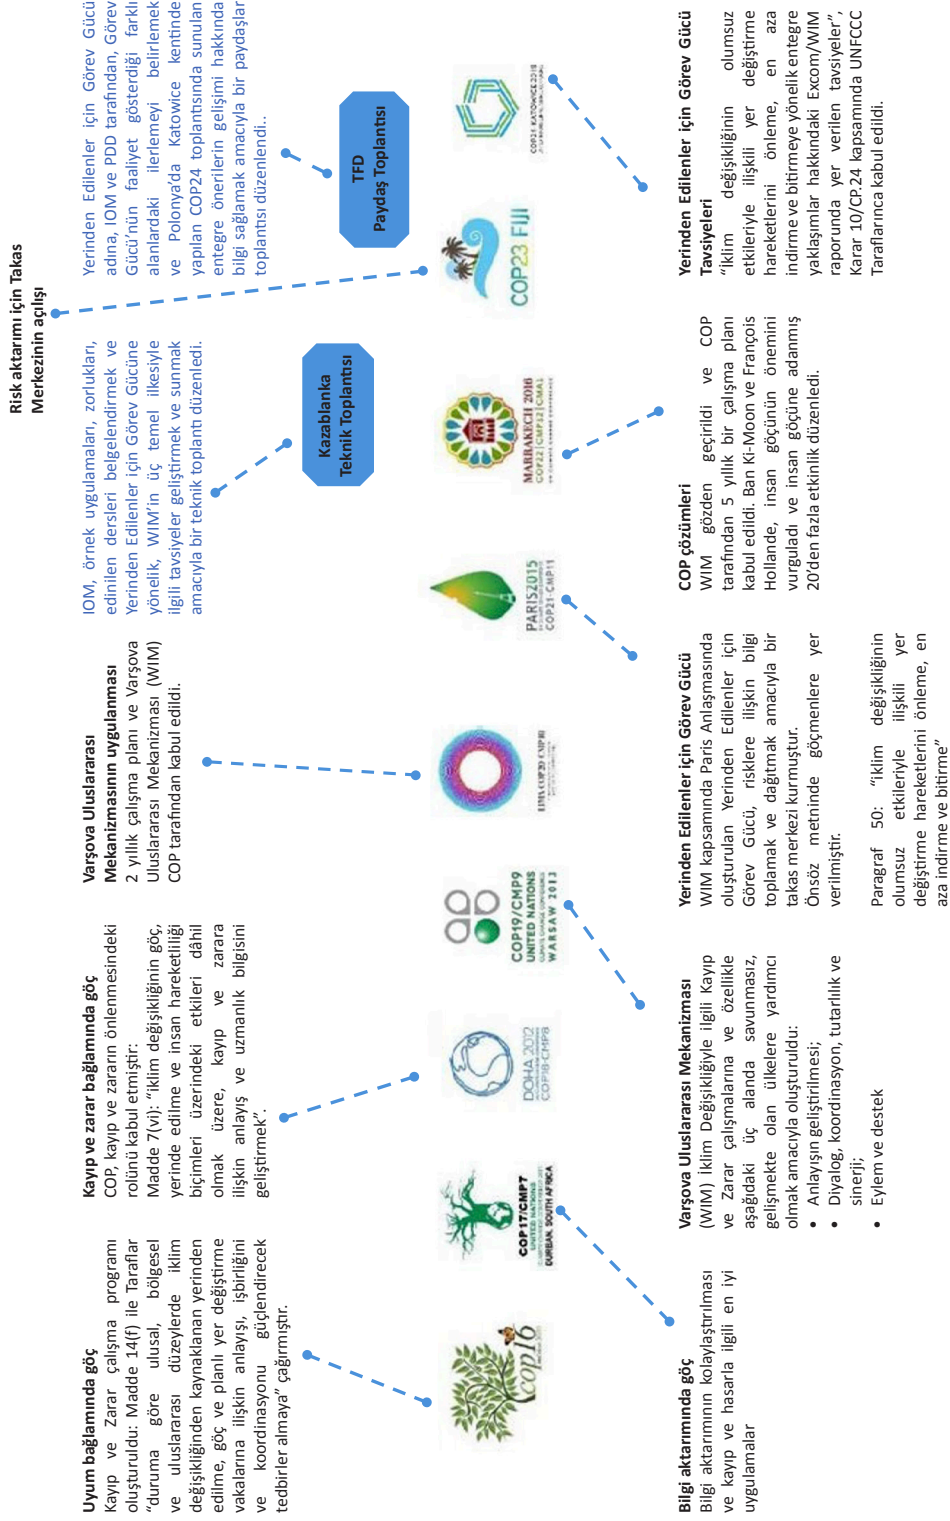 Uyum bağlamında göç
Kayıp ve Zarar çalışma programı
oluşturuldu: Madde 14(f) ile Taraflar
“duruma göre ulusal, bölgesel
ve uluslararası düzeylerde iklim
değişikliğinden kaynaklanan yerinden
edilme, göç ve planlı yer değiştirme
vakalarına ilişkin anlayışı, işbirliğini
ve koordinasyonu güçlendirecek
tedbirler almaya” çağırmıştır.
Kayıp ve zarar bağlamında göç
COP, kayıp ve zararın önlenmesindeki
rolünü kabul etmiştir:
Madde 7(vi): “iklim değişikliğinin göç,
yerinde edilme ve insan hareketliliği
biçimleri üzerindeki etkileri dâhil
olmak üzere, kayıp ve zarara
ilişkin anlayış ve uzmanlık bilgisini
geliştirmek”.
Varşova Uluslararası
Mekanizmasının uygulanması
2 yıllık çalışma planı ve Varşova
Uluslararası Mekanizması (WIM)
COP tarafından kabul edildi.
IOM, örnek uygulamaları, zorlukları,
edinilen dersleri belgelendirmek ve
Yerinden Edilenler için Görev Gücüne
yönelik, WIM’in üç temel ilkesiyle
ilgili tavsiyeler geliştirmek ve sunmak
amacıyla bir teknik toplantı düzenledi.
Risk aktarımı için Takas
Merkezinin açılışı
Yerinden Edilenler için Görev Gücü
adına, IOM ve PDD tarafından, Görev
Gücü’nün faaliyet gösterdiği farklı
alanlardaki ilerlemeyi belirlemek
ve Polonya’da Katowice kentinde
yapılan COP24 toplantısında sunulan
entegre önerilerin gelişimi hakkında
bilgi sağlamak amacıyla bir paydaşlar
toplantısı düzenlendi..
Kazablanka
Teknik Toplantısı
TFD
Paydaş Toplantısı
cop16
COP17/CMP7
UNITED NATIONS
DURBAN, SOUTH AFRICA
DOHA 2012
COP18·CMP8
COP19/CMP9
UNITED NATIONS
CLIMATE CHANGE CONFERENCE
WARSAW 2013
LIMA COP20 CMP10
PARIS2015
COP21·CMP11
MARRAKECH 2016
COP22|CMP12|CMA1
UN CLIMATE CHANGE CONFERENCE
COP23 FIJI
COP24·KATOWICE 2018
Bilgi aktarımında göç
Bilgi aktarımının kolaylaştırılması
ve kayıp ve hasarla ilgili en iyi
uygulamalar
Varşova Uluslararası Mekanizması
(WIM) İklim Değişikliğiyle ilgili Kayıp
ve Zarar çalışmalarına ve özellikle
aşağıdaki üç alanda savunmasız,
gelişmekte olan ülkelere yardımcı
olmak amacıyla oluşturuldu:
• Anlayışın geliştirilmesi;
• Diyalog, koordinasyon, tutarlılık ve
sinerji;
• Eylem ve destek
Yerinden Edilenler için Görev Gücü
WIM kapsamında Paris Anlaşmasında
oluşturulan Yerinden Edilenler için
Görev Gücü, risklere ilişkin bilgi
toplamak ve dağıtmak amacıyla bir
takas merkezi kurmuştur.
Önsöz metninde göçmenlere yer
verilmiştir.
Paragraf 50: “iklim değişikliğinin
olumsuz etkileriyle ilişkili yer
değiştirme hareketlerini önleme, en
aza indirme ve bitirme”
COP çözümleri
WIM gözden geçirildi ve COP
tarafından 5 yıllık bir çalışma planı
kabul edildi. Ban Ki-Moon ve François
Hollande, insan göçünün önemini
vurguladı ve insan göçüne adanmış
20’den fazla etkinlik düzenledi.
Yerinden Edilenler için Görev Gücü
Tavsiyeleri
“iklim değişikliğinin olumsuz
etkileriyle ilişkili yer değiştirme
hareketlerini önleme, en aza
indirme ve bitirmeye yönelik entegre
yaklaşımlar hakkındaki Excom/WIM
raporunda yer verilen tavsiyeler”,
Karar 10/CP.24 kapsamında UNFCCC
Taraflarınca kabul edildi.